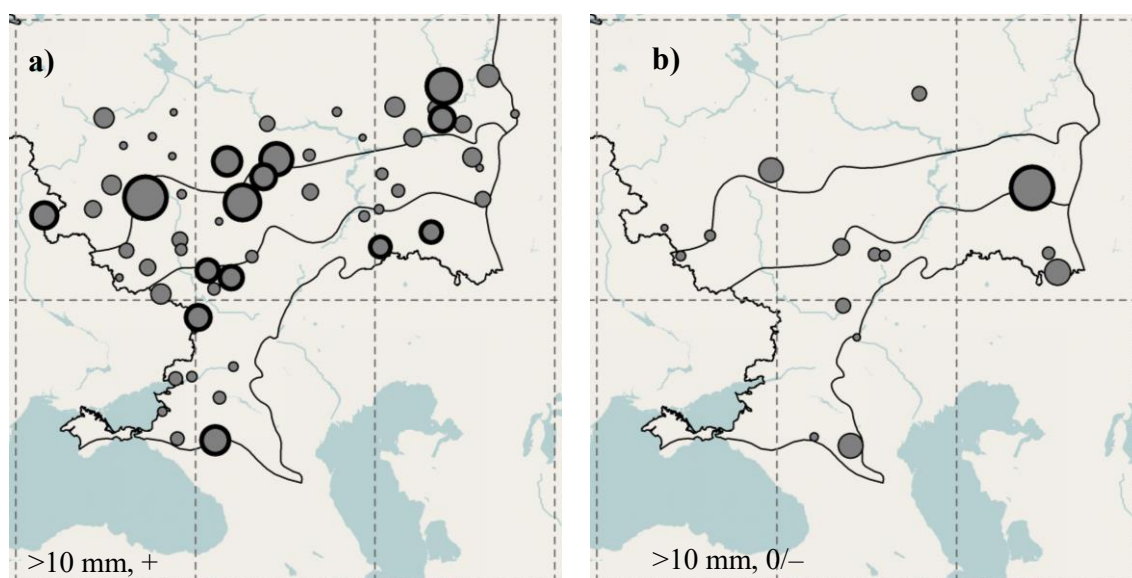 a)
>10 mm, +
b)
>10 mm, 0/–